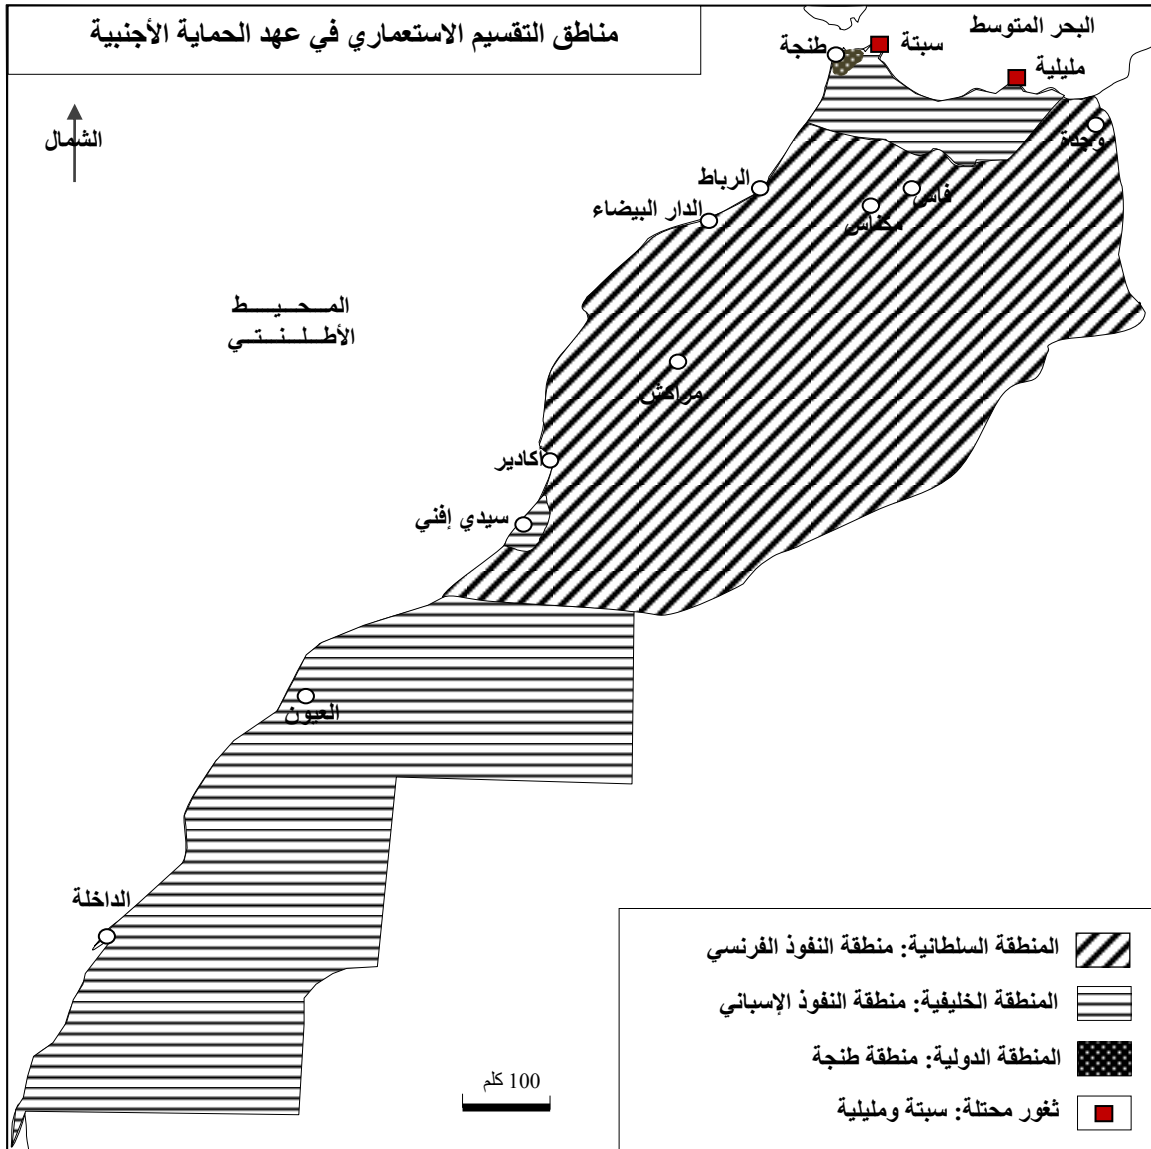 مناطق التقسيم الاستعماري في عهد الحماية الأجنبية
البحر المتوسط
سبتة
طنجة
مليلية
الشمال
وجدة
الرباط
فاس
مكناس
الدار البيضاء
المـحـيـط
الأطـلـنـتـي
مراكش
أكادير
سيدي إفني
العيون
الداخلة
المنطقة السلطانية: منطقة النفوذ الفرنسي
المنطقة الخليفية: منطقة النفوذ الإسباني
المنطقة الدولية: منطقة طنجة
ثغور محتلة: سبتة ومليلية
100 كلم